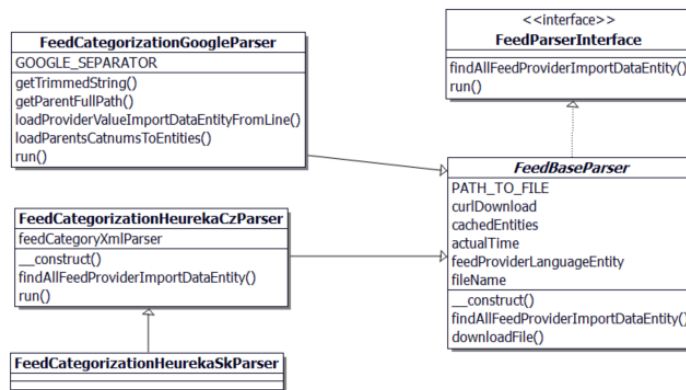 FeedCategorizationGoogleParser
GOOGLE_SEPARATOR
getTrimmedString()
getParentFullPath()
loadProviderValueImportDataEntityFromLine()
loadParentsCatnumsToEntities()
run()
<<interface>>
FeedParserInterface
findAllFeedProviderImportDataEntity()
run()
FeedBaseParser
PATH_TO_FILE
curlDownload
cachedEntities
actualTime
feedProviderLanguageEntity
fileName
__construct()
findAllFeedProviderImportDataEntity()
downloadFile()
FeedCategorizationHeurekaCzParser
feedCategoryXmlParser
__construct()
findAllFeedProviderImportDataEntity()
run()
FeedCategorizationHeurekaSkParser